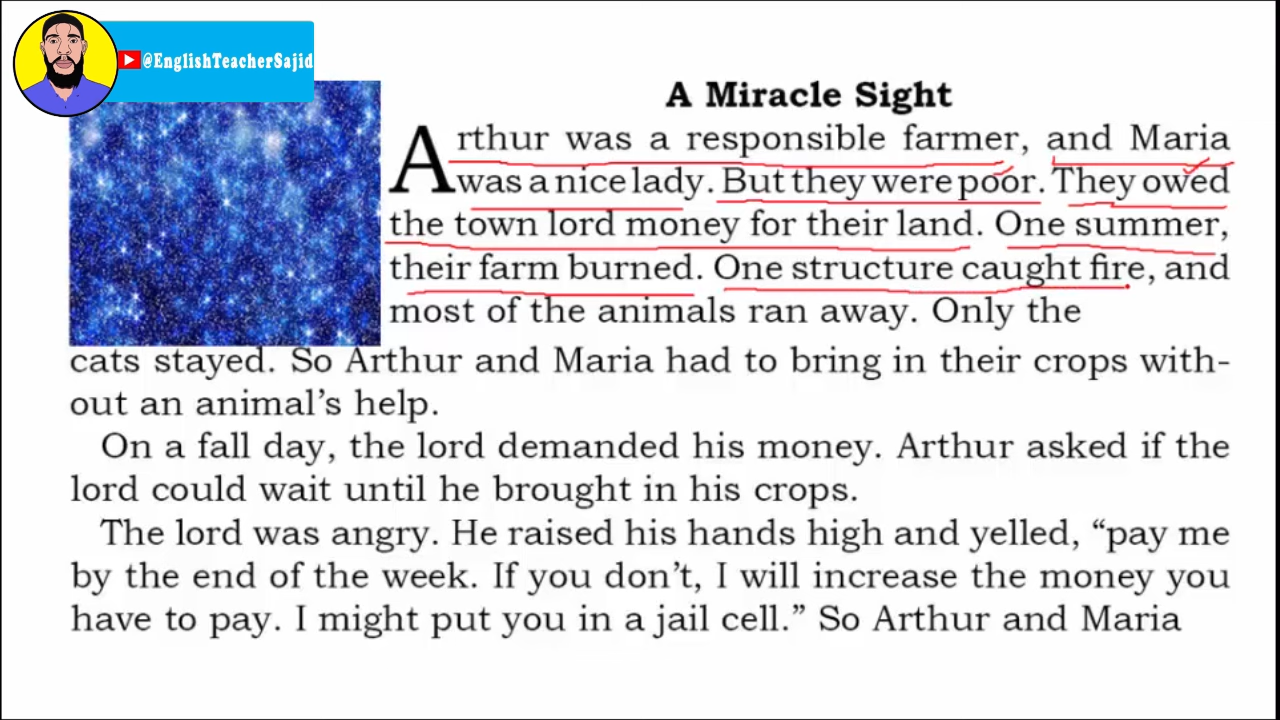 @EnglishTeacherSajid
A Miracle Sight
Arthur was a responsible farmer, and Maria
was a nice lady. But they were poor. They owed
the town lord money for their land. One summer,
their farm burned. One structure caught fire, and
most of the animals ran away. Only the
cats stayed. So Arthur and Maria had to bring in their crops with-
out an animal’s help.
On a fall day, the lord demanded his money. Arthur asked if the
lord could wait until he brought in his crops.
The lord was angry. He raised his hands high and yelled, “pay me
by the end of the week. If you don’t, I will increase the money you
have to pay. I might put you in a jail cell.” So Arthur and Maria